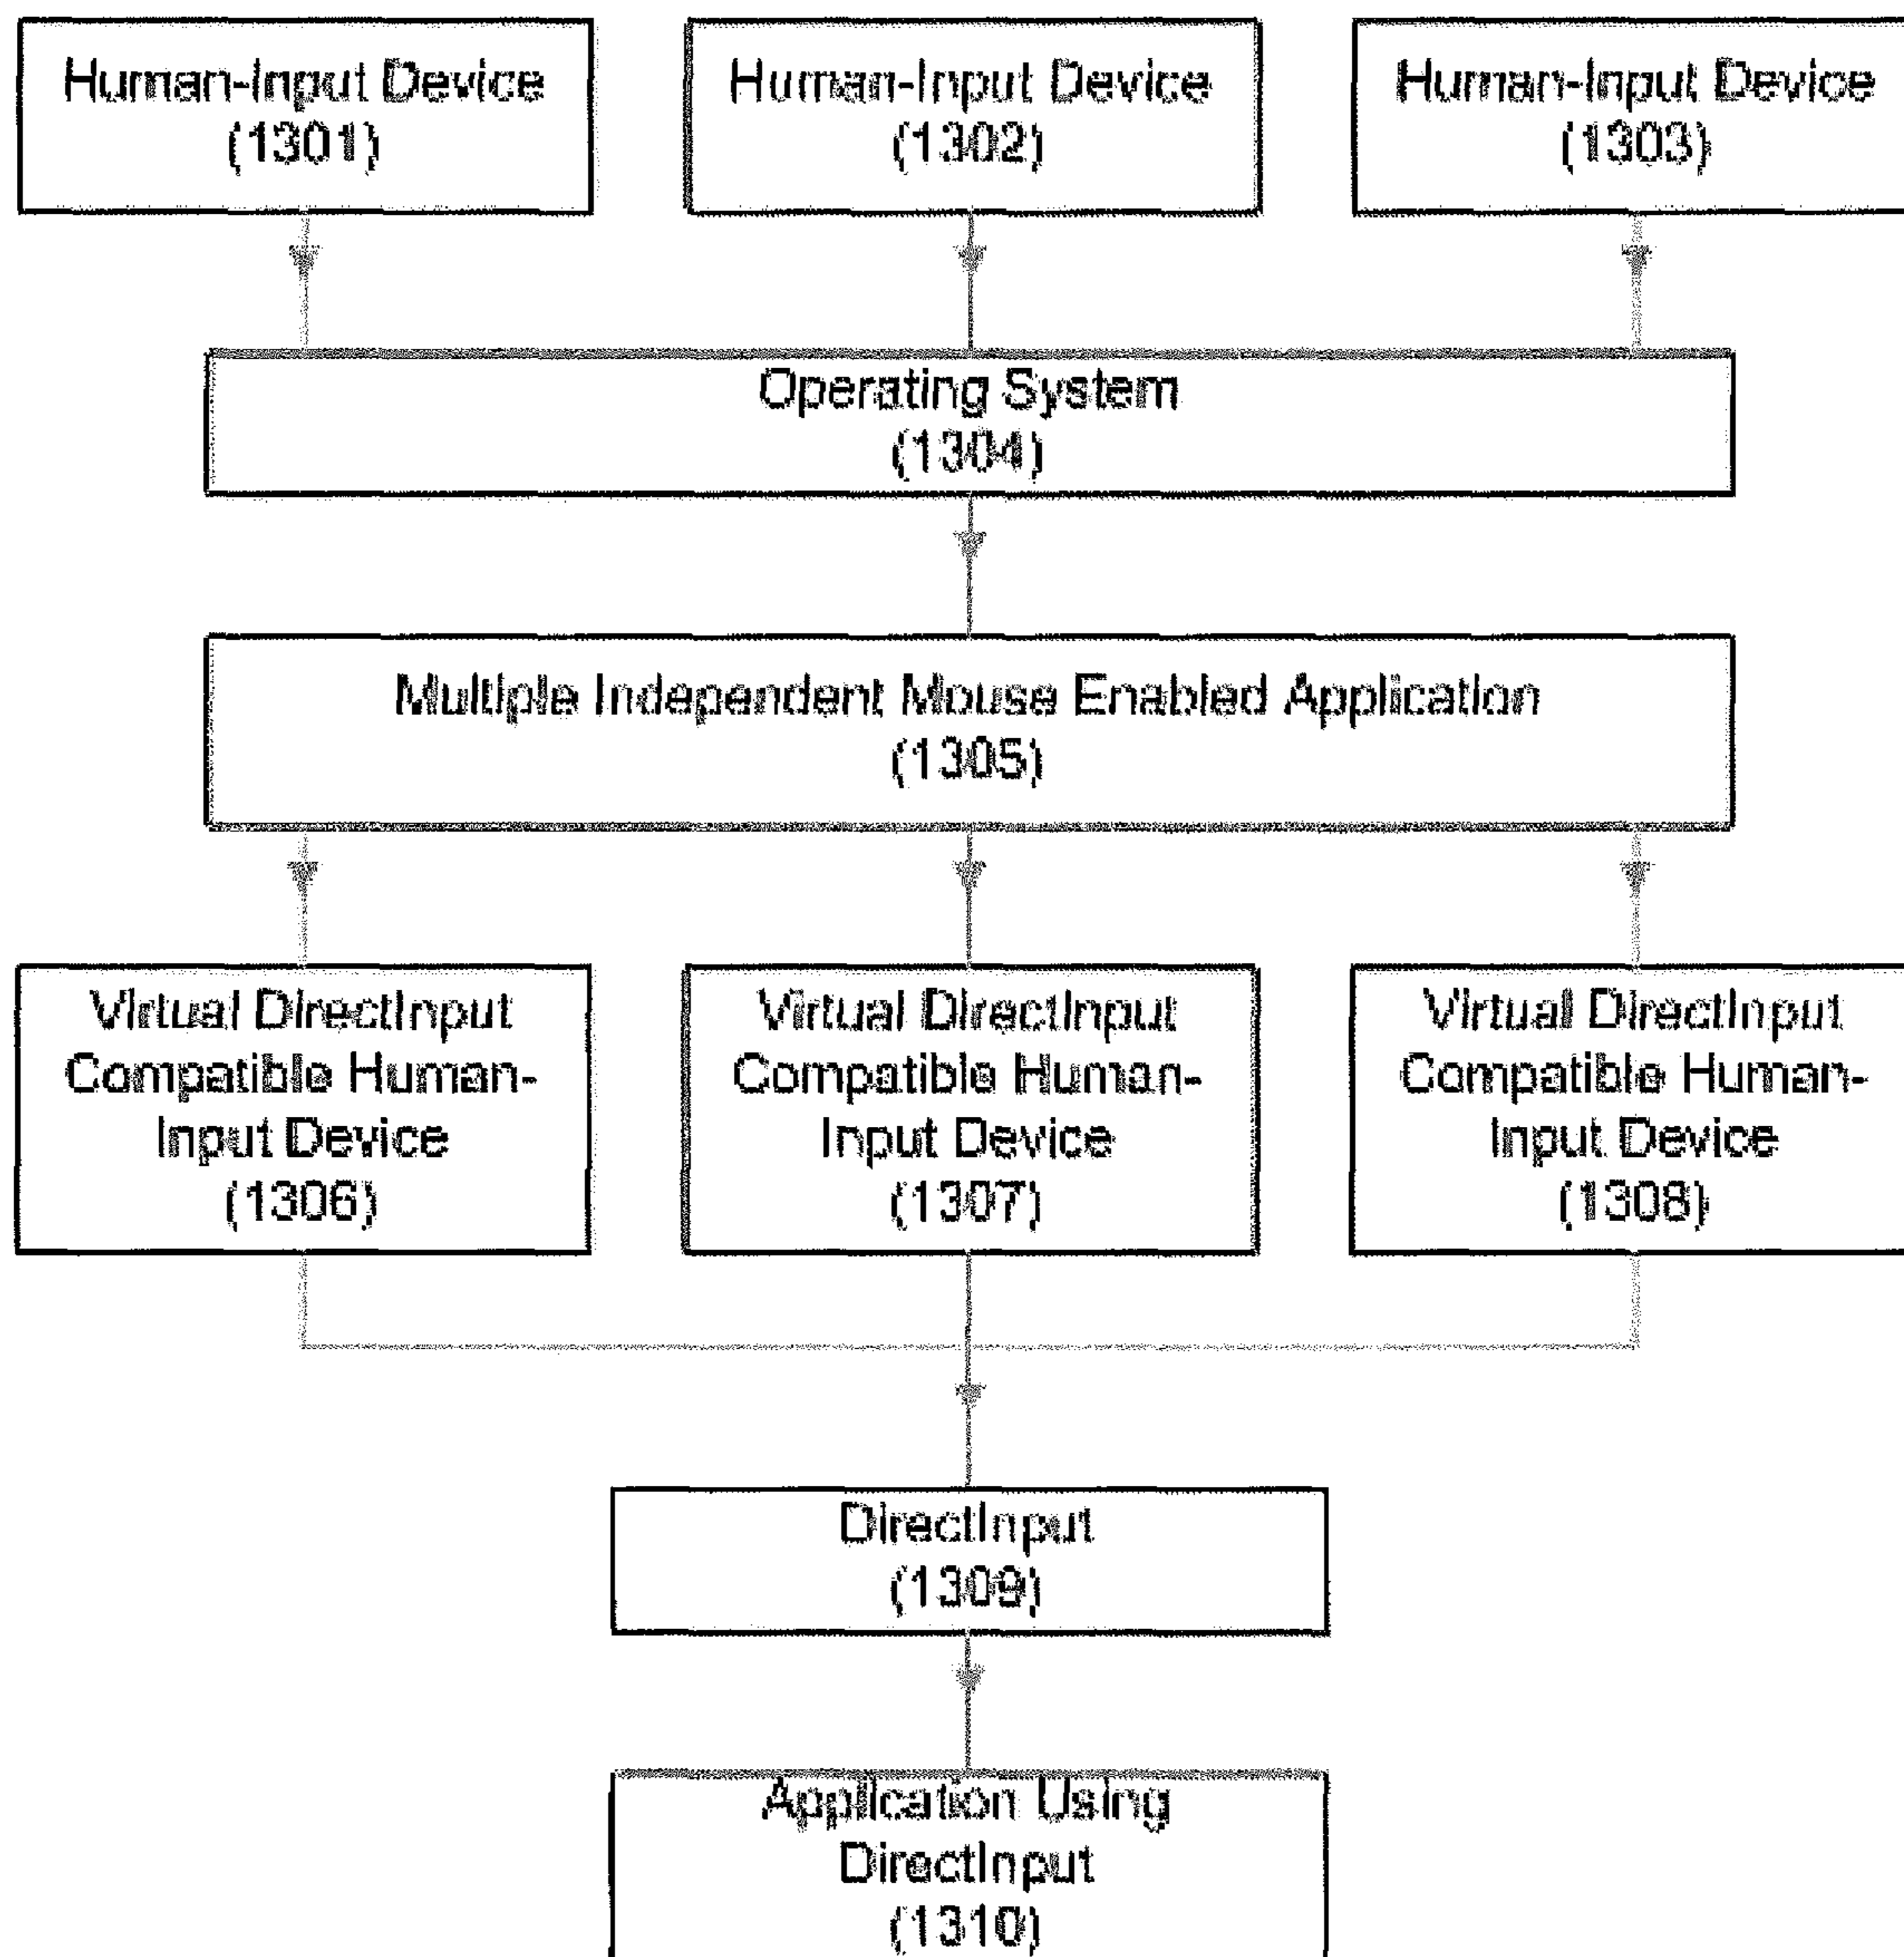 Human-Input Device
(1301)
Human-Input Device
(1302)
Human-Input Device
(1303)
Operating System
(1304)
Multiple Independent Mouse Enabled Application
(1305)
Virtual DirectInput
Compatible Human-
Input Device
(1306)
Virtual DirectInput
Compatible Human-
Input Device
(1307)
Virtual DirectInput
Compatible Human-
Input Device
(1308)
DirectInput
(1309)
Application Using
DirectInput
(1310)